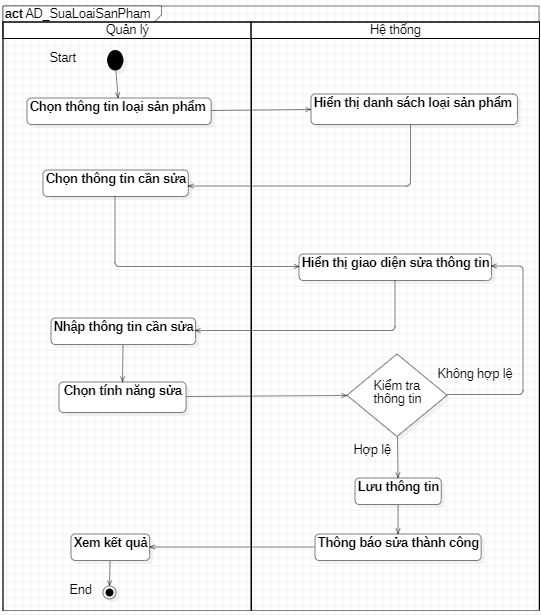 act AD_SuaLoaiSanPham
Quản lý
Hệ thống
Start
Chọn thông tin loại sản phẩm
Hiển thị danh sách loại sản phẩm
Chọn thông tin cần sửa
Hiển thị giao diện sửa thông tin
Nhập thông tin cần sửa
Chọn tính năng sửa
Kiểm tra
thông tin
Không hợp lệ
Hợp lệ
Lưu thông tin
Thông báo sửa thành công
Xem kết quả
End